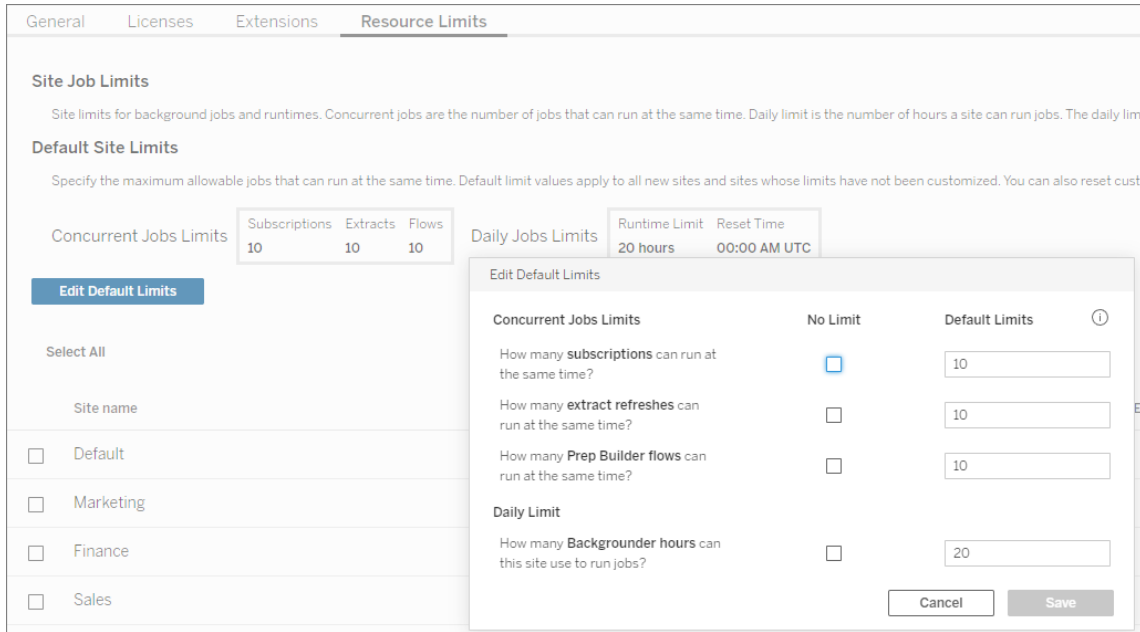 General Licenses Extensions Resource Limits
Site Job Limits
Site limits for background jobs and runtimes. Concurrent jobs are the number of jobs that can run at the same time. Daily limit is the number of hours a site can run jobs. The daily lim
Default Site Limits
Specify the maximum allowable jobs that can run at the same time. Default limit values apply to all new sites and sites whose limits have not been customized. You can also reset cust
Concurrent Jobs Limits
Subscriptions Extracts Flows
10 10 10
Daily Jobs Limits
Runtime Limit Reset Time
20 hours 00:00 AM UTC
Edit Default Limits
Select All
Site name
Default
Marketing
Finance
Sales
Edit Default Limits
Concurrent Jobs Limits No Limit Default Limits
How many subscriptions can run at
the same time?
10
How many extract refreshes can
run at the same time?
10
How many Prep Builder flows can
run at the same time?
10
Daily Limit
How many Backgrounder hours can
this site use to run jobs?
20
Cancel Save